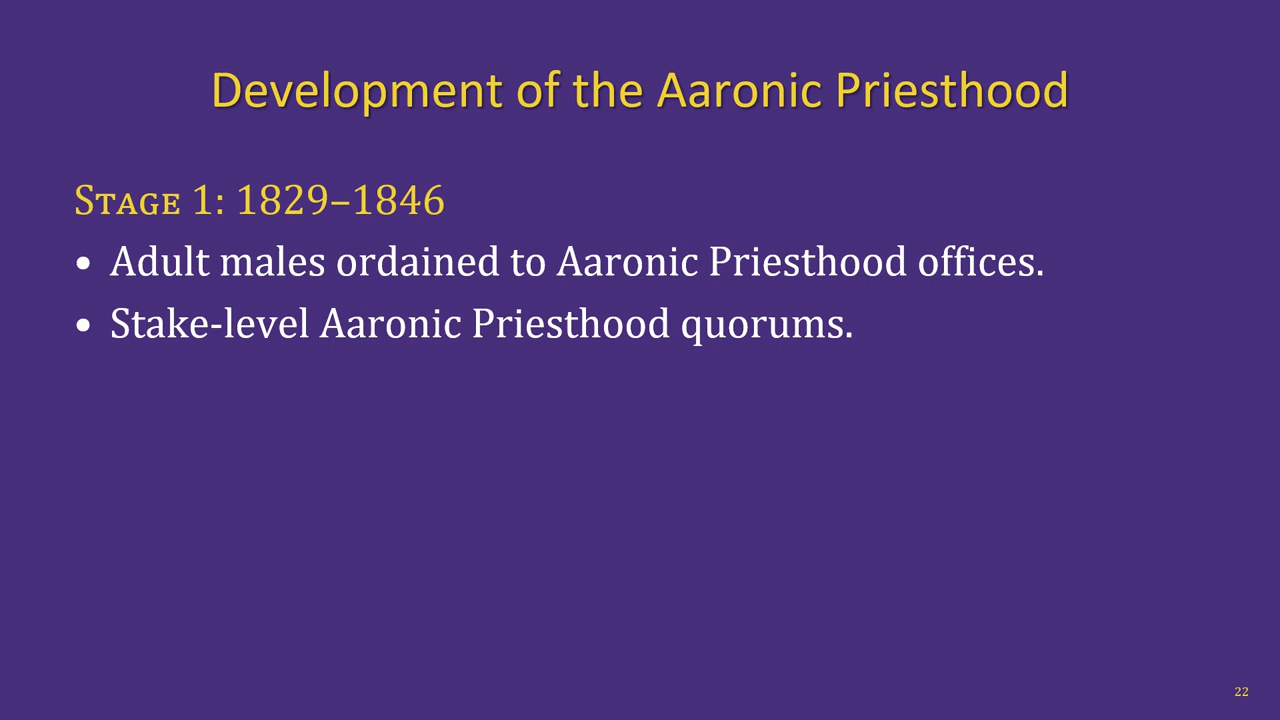 Development of the Aaronic Priesthood
Stage 1: 1829–1846
• Adult males ordained to Aaronic Priesthood offices.
• Stake-level Aaronic Priesthood quorums.
22